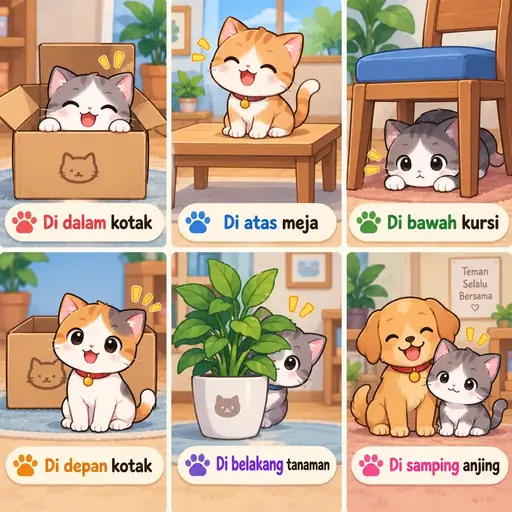 Di dalam kotak
Di atas meja
Di bawah kursi
Teman
Selalu
Bersama
Di depan kotak
Di belakang tanaman
Di samping anjing